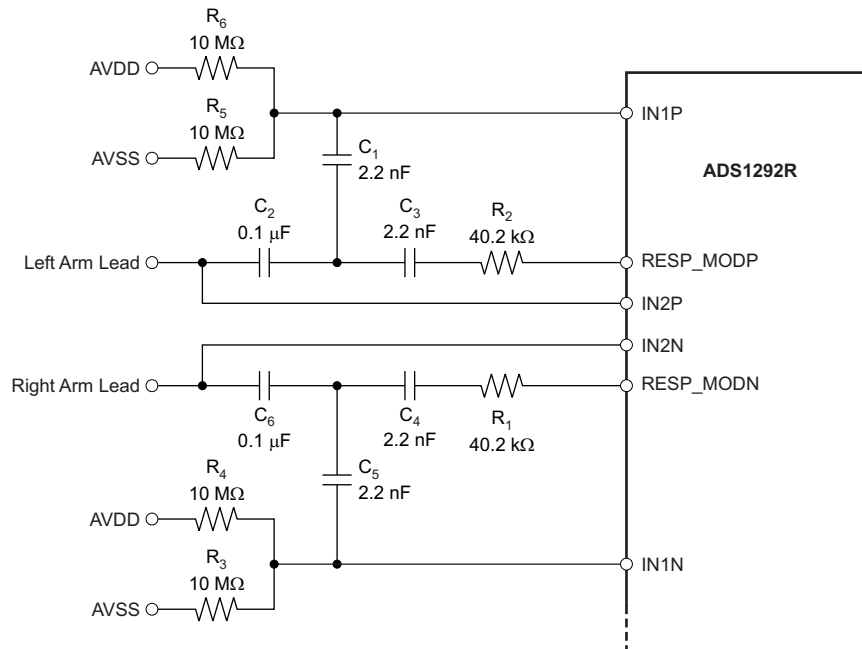 R6
10 MΩ
AVDD
R5
10 MΩ
AVSS
IN1P
C1
2.2 nF
ADS1292R
C2
0.1 μF
C3
2.2 nF
R2
40.2 kΩ
Left Arm Lead
RESP_MODP
IN2P
IN2N
Right Arm Lead
RESP_MODN
C6
0.1 μF
C4
2.2 nF
R1
40.2 kΩ
R4
10 MΩ
C5
2.2 nF
AVDD
R3
10 MΩ
IN1N
AVSS